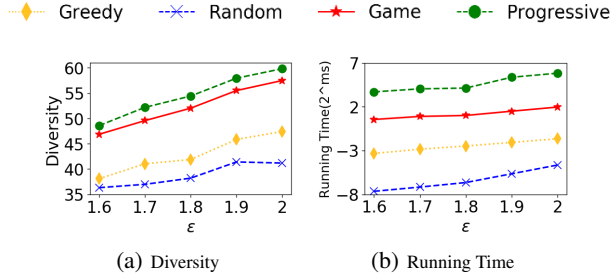 Greedy Random Game Progressive
60
55
50
45
40
35
Diversity
1.6 1.7 1.8 1.9 2
ε
(a) Diversity
7
2
−3
−8
Running Time(2^ms)
1.6 1.7 1.8 1.9 2
ε
(b) Running Time